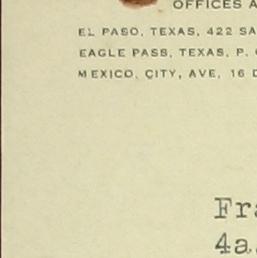 OFFICES A
EL PASO, TEXAS, 422 SA
EAGLE PASS, TEXAS, P.
MEXICO, CITY, AVE, 16 D
Fra
4a